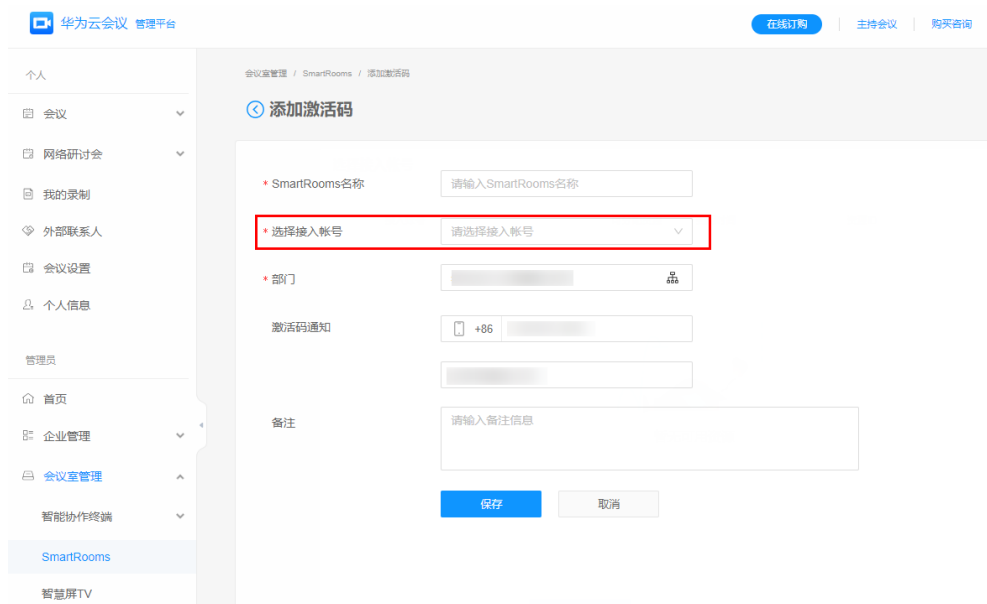 华为云会议 管理平台
在线订购
主持会议
购买咨询
个人
会议
网络研讨会
我的录制
外部联系人
会议设置
个人信息
管理员
首页
企业管理
会议室管理
智能协作终端
SmartRooms
智慧屏TV
会议室管理 / SmartRooms / 添加激活码
添加激活码
* SmartRooms名称 请输入SmartRooms名称
* 选择接入帐号 请选择接入帐号
* 部门
激活码通知 +86
备注 请输入备注信息
保存 取消